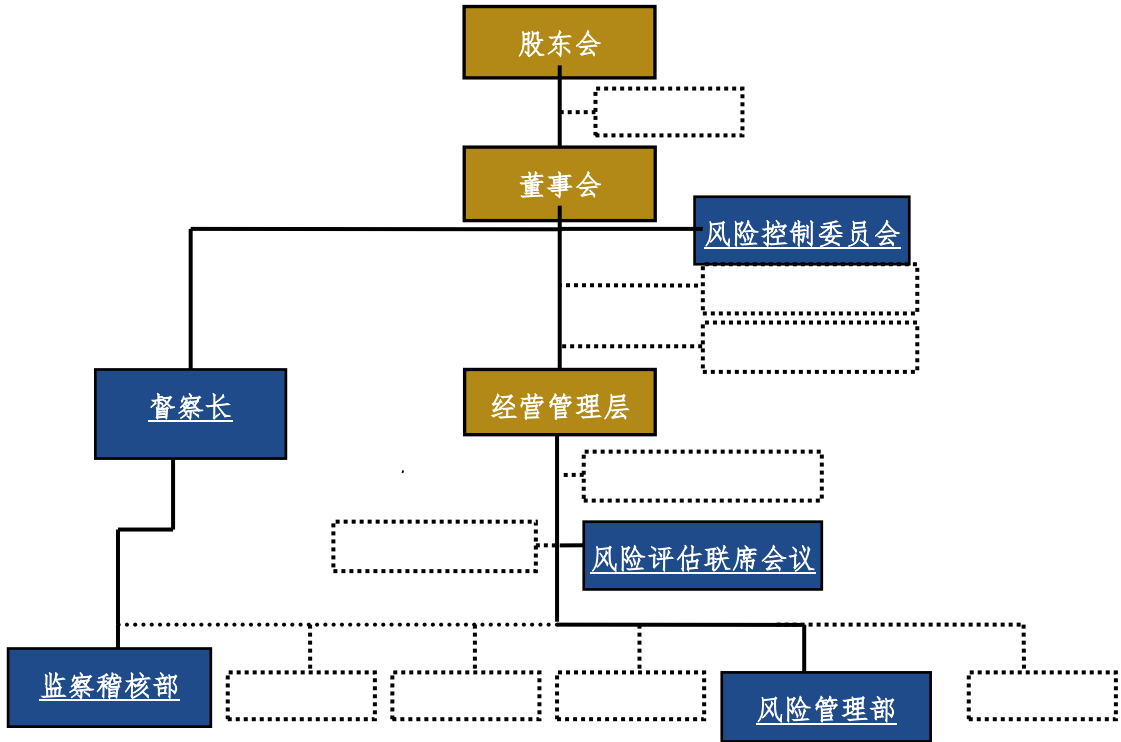 股东会
董事会
风险控制委员会
督察长
经营管理层
风险评估联席会议
监察稽核部
风险管理部